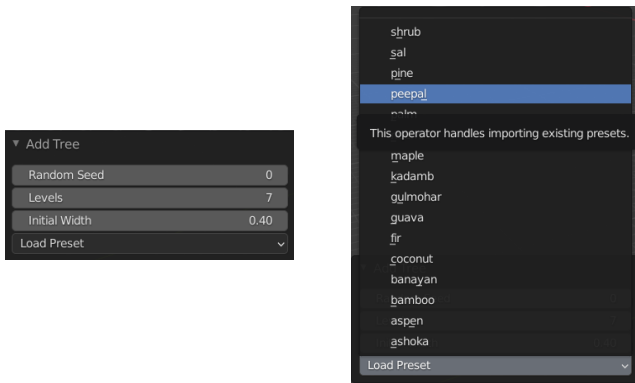 Add Tree
Random Seed 0
Levels 7
Initial Width 0.40
Load Preset
shrub
sal
pine
peepal
palm
This operator handles importing existing presets.
maple
kadamb
gulmohar
guava
fir
coconut
banayan
bamboo
aspen
ashoka
Load Preset